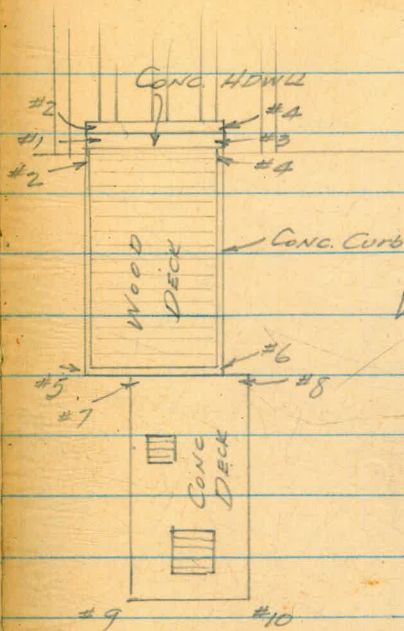 CONC. HDWLL
#2
#4
#1
#3
#2
#4
WOOD
DECK
CONC. CURB
#6
#5
#8
#7
CONC
DECK
#9
#10